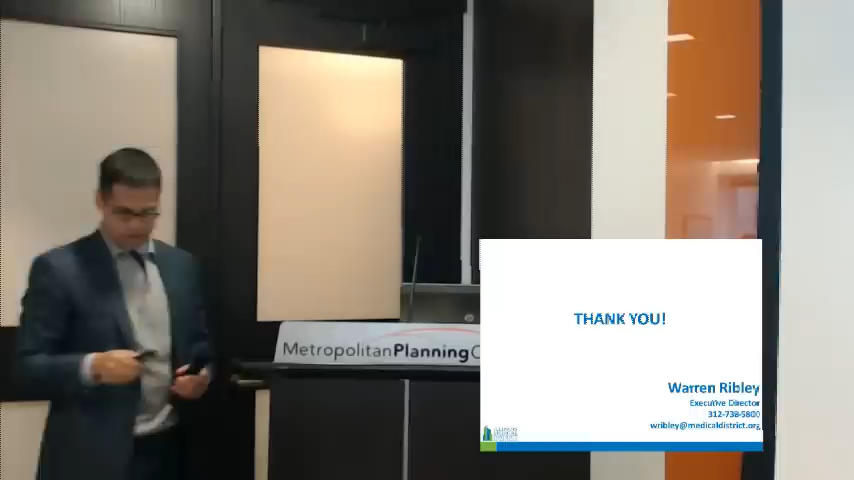 MetropolitanPlanning
THANK YOU!
Warren Ribley
Executive Director
312-738-5800
wribley@medicaldistrict.org